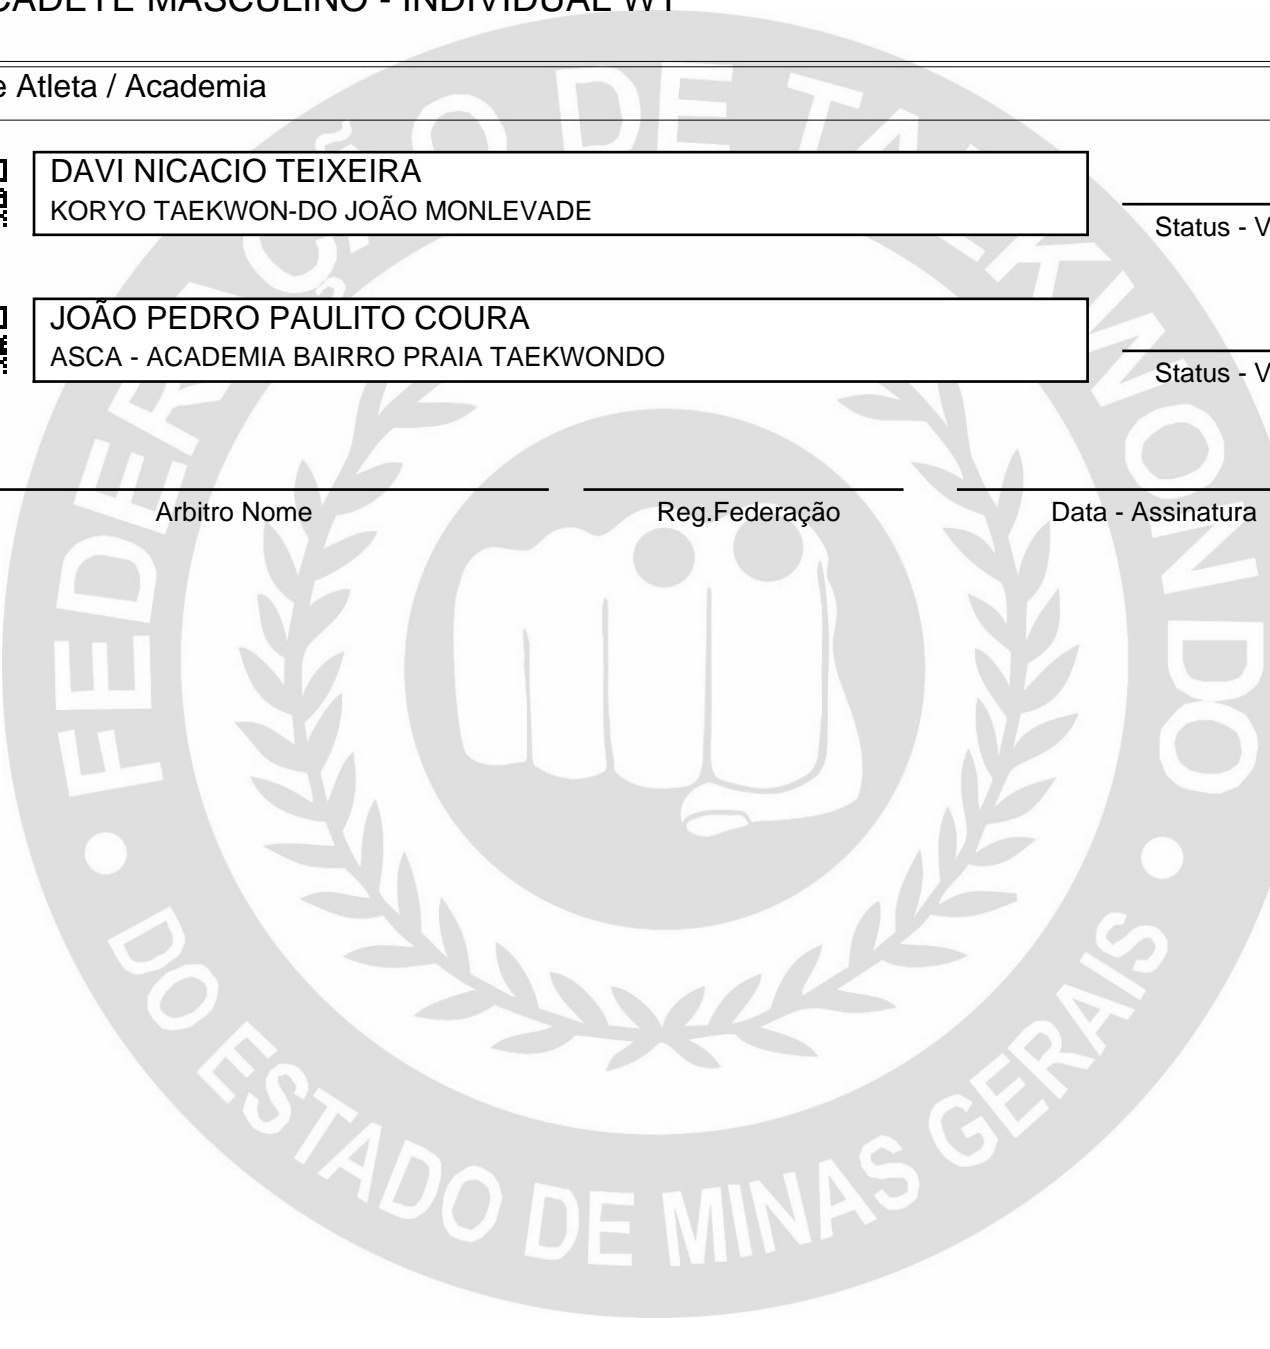 CADETE MASCULINO - INDIVIDUAL WT
e Atleta / Academia
DAVI NICACIO TEIXEIRA
KORYO TAEKWON-DO JOÃO MONLEVADE
Status - V
JOÃO PEDRO PAULITO COURA
ASCA - ACADEMIA BAIRRO PRAIA TAEKWONDO
Status - V
Arbitro Nome Reg.Federação Data - Assinatura
FEDERAÇÃO DE TAEKWONDO
DO ESTADO DE MINAS GERAIS